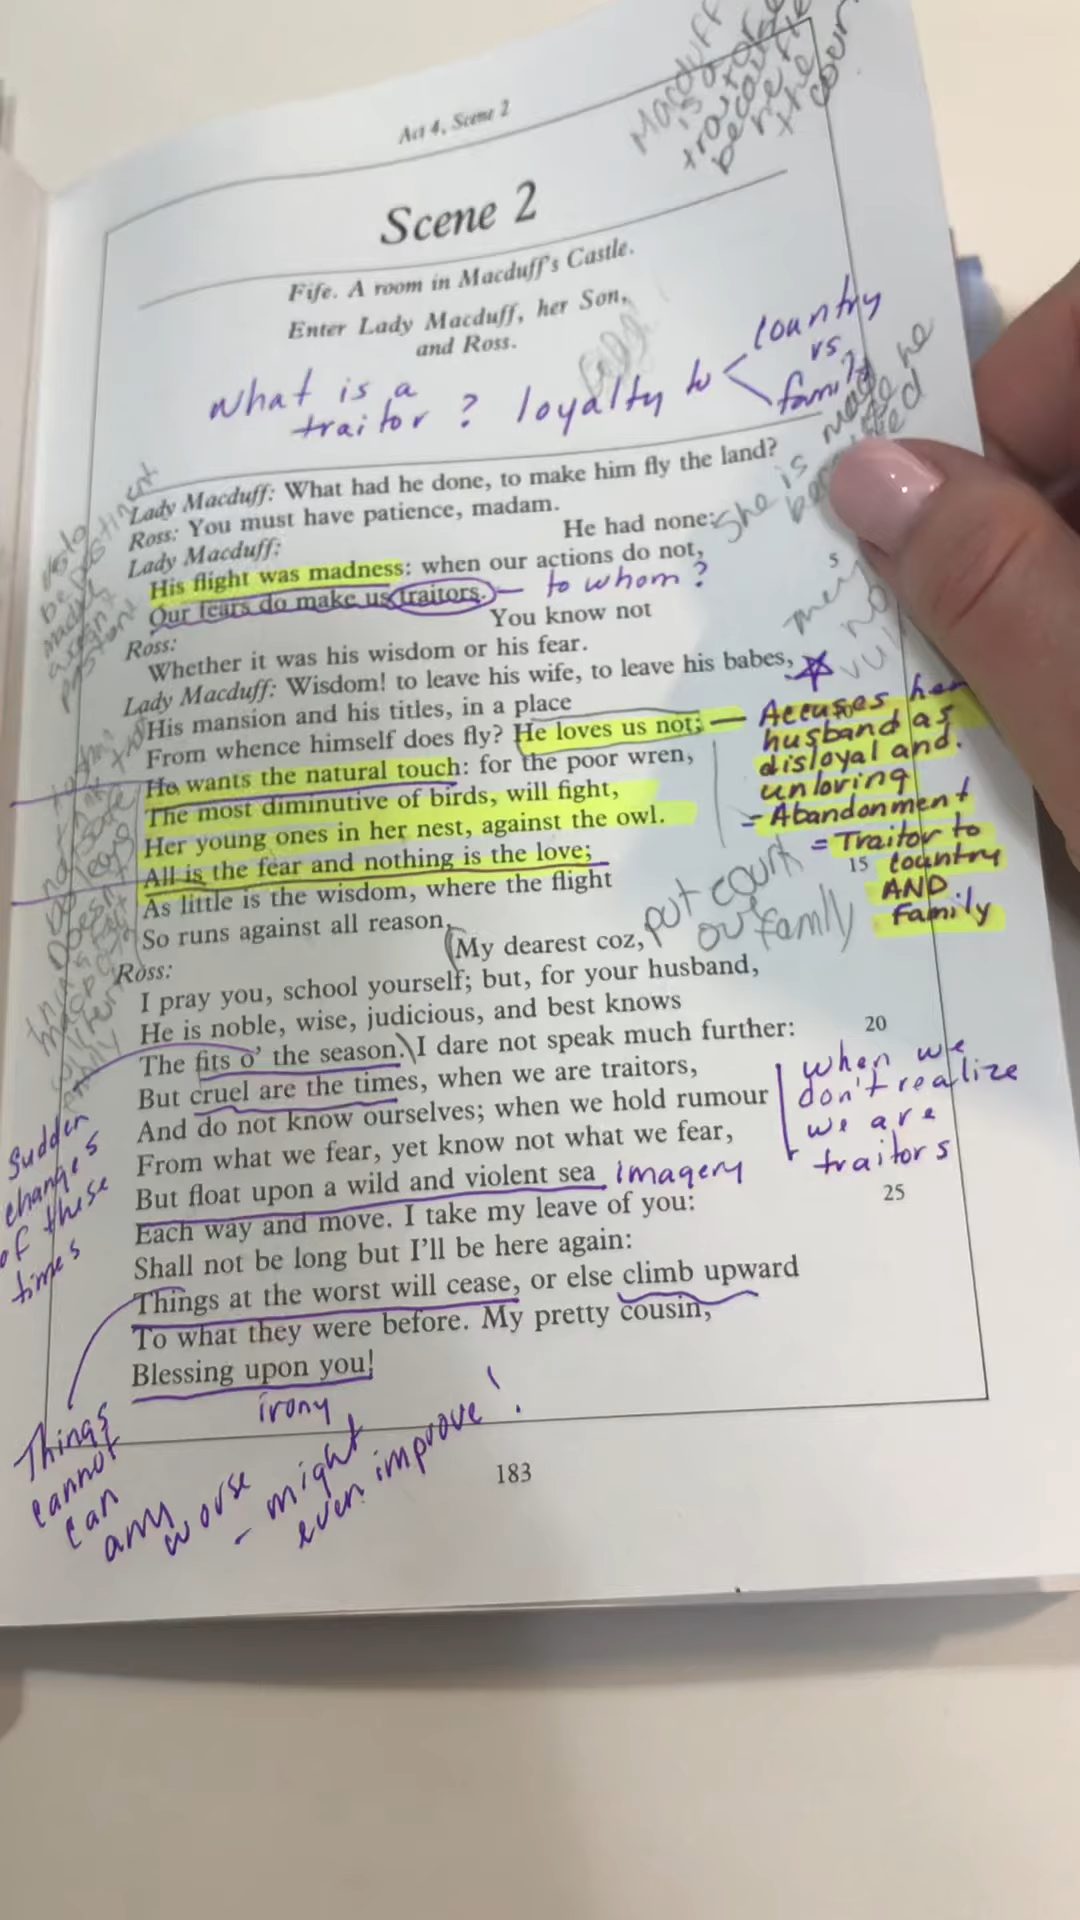 Act 4, Scene 2
Macduff
is a
traitor
because
he fle
the
coun
Scene 2
Fife. A room in Macduff's Castle.
Enter Lady Macduff, her Son,
and Ross.
what is a
traitor ? loyalty to
country
vs.
family
Lady Macduff: What had he done, to make him fly the land?
Ross: You must have patience, madam.
Lady Macduff: He had none:
she is
His flight was madness: when our actions do not,
5
Our fears do make us traitors. — to whom?
Ross: You know not
Whether it was his wisdom or his fear.
Lady Macduff: Wisdom! to leave his wife, to leave his babes,
His mansion and his titles, in a place
From whence himself does fly? He loves us not;
He wants the natural touch: for the poor wren,
The most diminutive of birds, will fight,
Her young ones in her nest, against the owl.
All is the fear and nothing is the love;
15
As little is the wisdom, where the flight
So runs against all reason.
— Accuses her
husband as
disloyal and
unloving
= Abandonment
= Traitor to
country
AND
family
put country
family
Ross: My dearest coz,
I pray you, school yourself; but, for your husband,
He is noble, wise, judicious, and best knows
The fits o' the season. I dare not speak much further:
20
But cruel are the times, when we are traitors,
And do not know ourselves; when we hold rumour
From what we fear, yet know not what we fear,
But float upon a wild and violent sea imagery
Each way and move. I take my leave of you:
25
Shall not be long but I'll be here again:
Things at the worst will cease, or else climb upward
To what they were before. My pretty cousin,
Blessing upon you!
when we
don't realize
we are
traitors
Sudden
changes
of these
times
irony
Things
cannot
can
any
worse
– might
even improve!
183